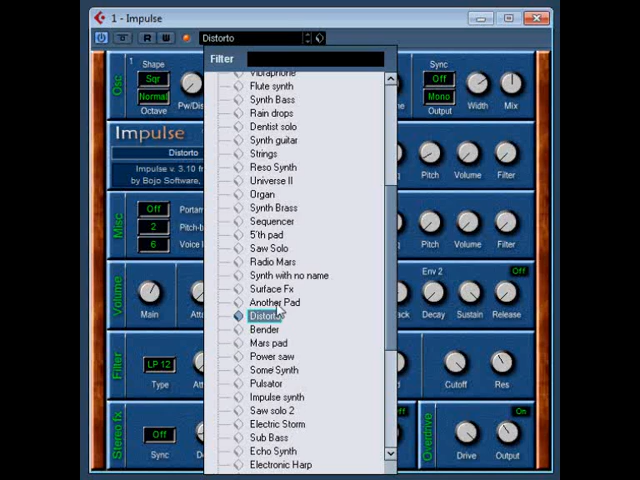 1 - Impulse
R W Distorto
Filter
Osc 1 Shape
Sqr
Normal
Octave
Pw/Dis
Sync
Off
Mono
Output
Width
Mix
Vibraphone
Flute synth
Synth Bass
Rain drops
Dentist solo
Synth guitar
Strings
Reso Synth
Universe II
Organ
Synth Brass
Sequencer
5'th pad
Saw Solo
Radio Mars
Synth with no name
Surface Fx
Another Pad
Distorto
Bender
Mars pad
Power saw
Some Synth
Pulsator
Impulse synth
Saw solo 2
Electric Storm
Sub Bass
Echo Synth
Electronic Harp
Impulse
Distorto
Impulse v. 3.10
by Bojo Software,
Pitch
Volume
Filter
Misc
Off
2
6
Pitch-b
Voice
Pitch
Volume
Filter
Volume
Main
Env 2
Off
Decay
Sustain
Release
Filter
LP 12
Type
Cutoff
Res
Stereo fx
Off
Sync
Overdrive
On
Drive
Output